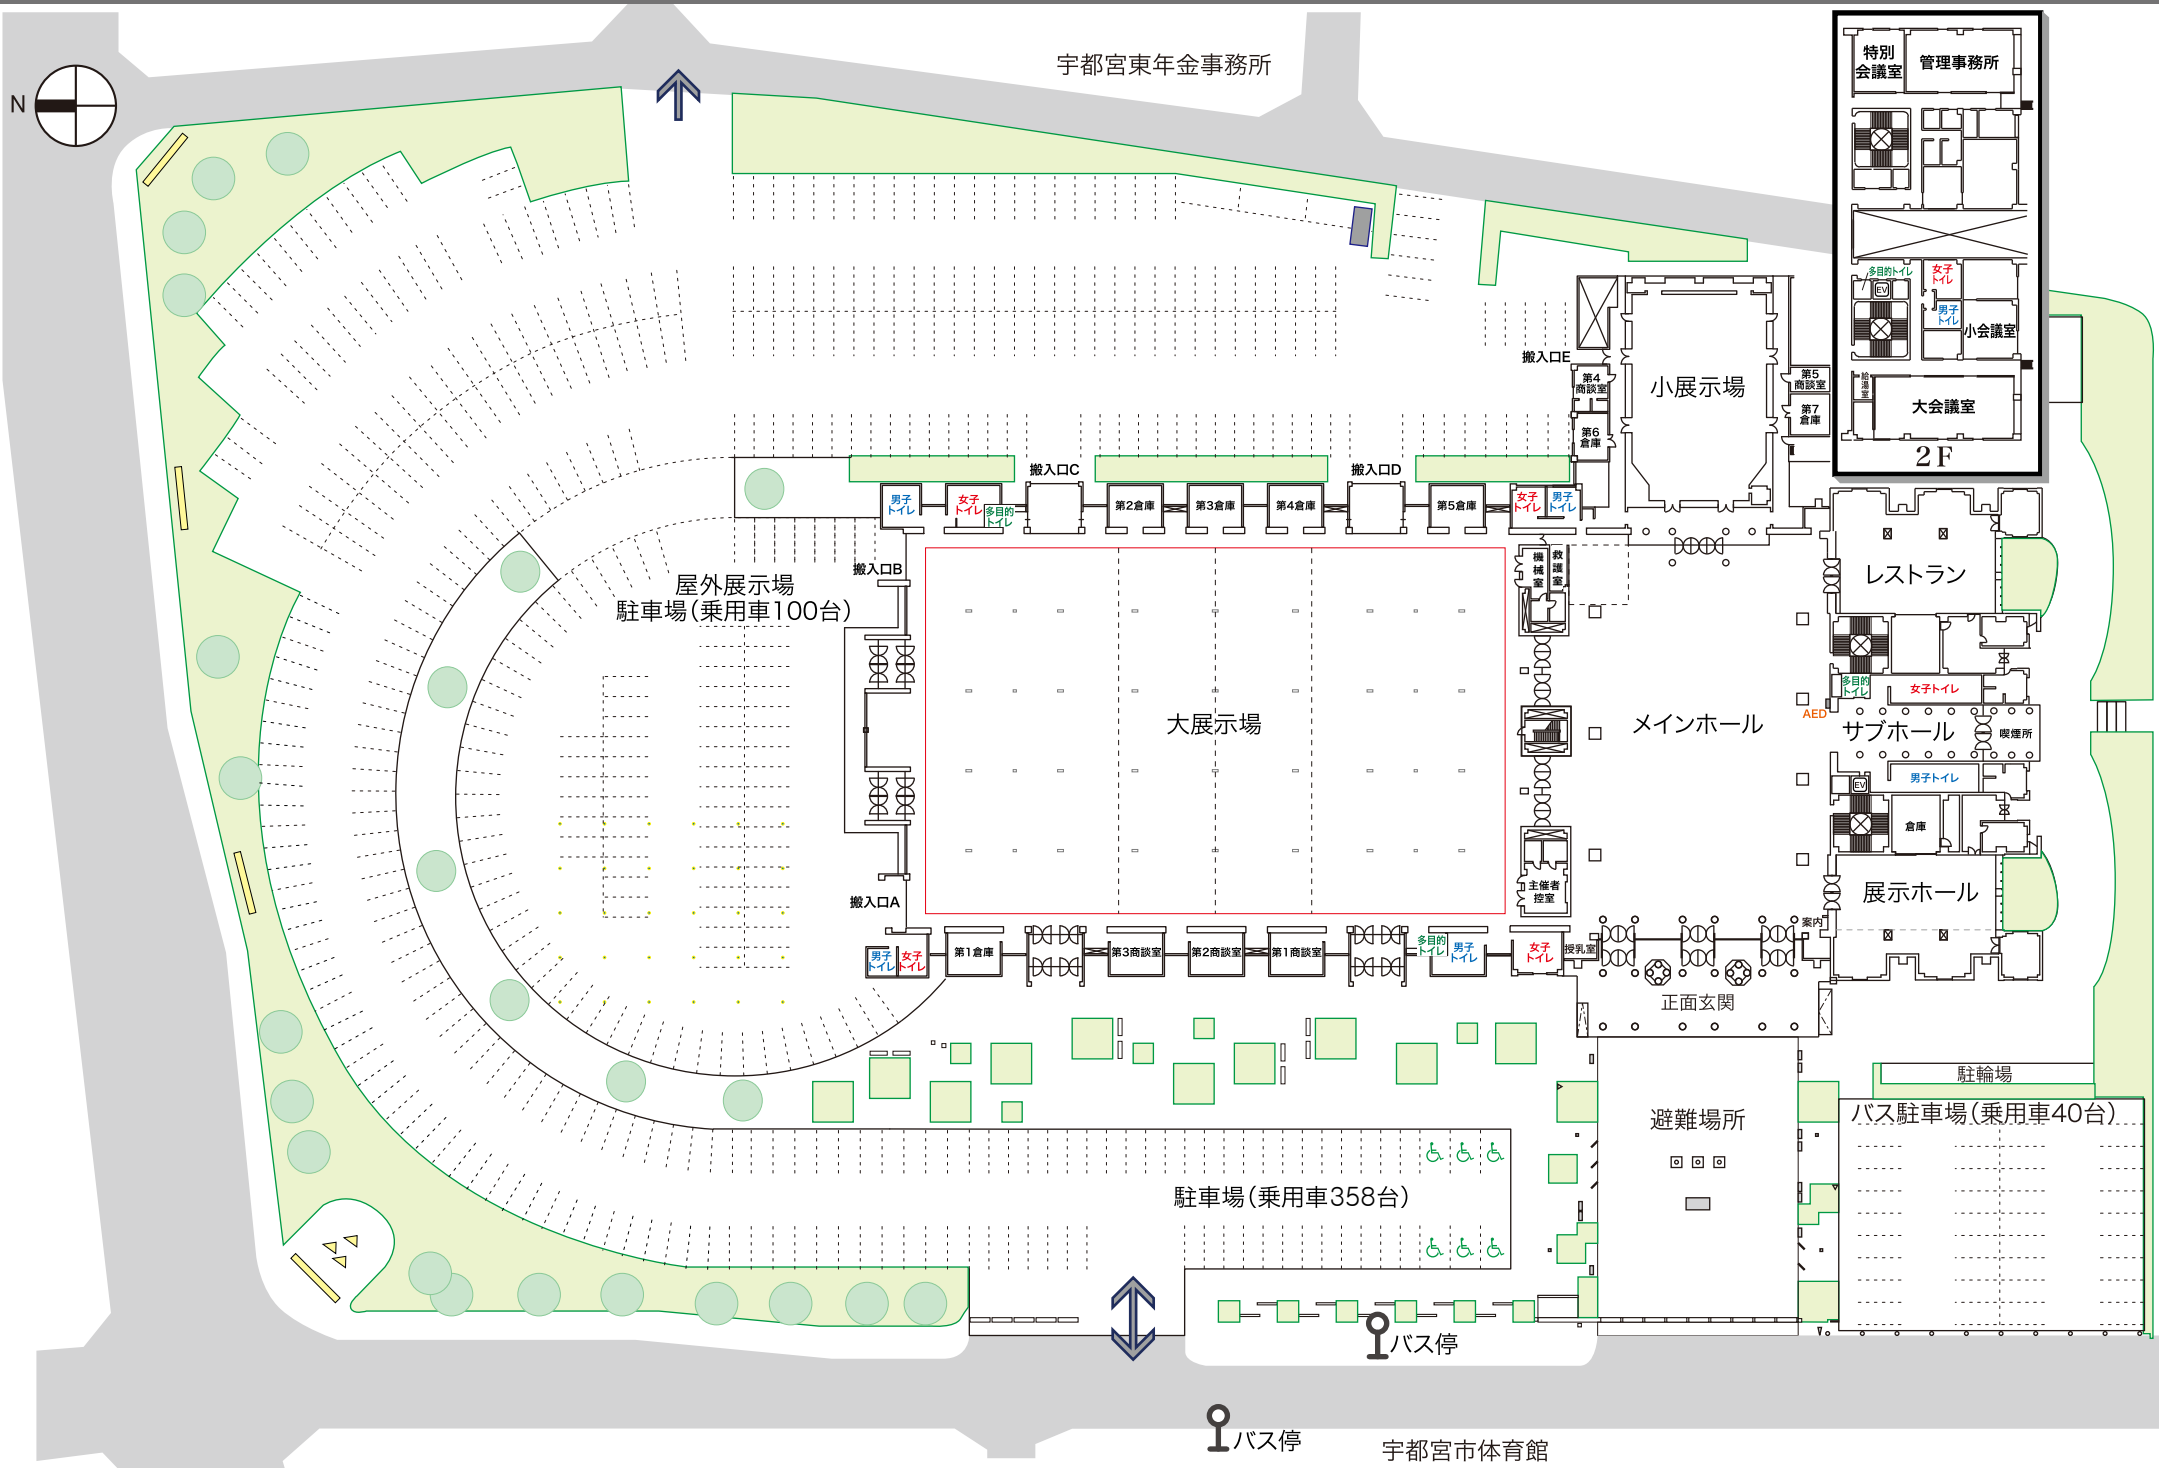 宇都宮東年金事務所
N
特別
会議室
管理事務所
多目的トイレ
女子
トイレ
EV
男子
トイレ
小会議室
給湯室
大会議室
2F
搬入口E
第4
商談室
小展示場
第5
商談室
第6
倉庫
第7
倉庫
搬入口C
搬入口D
男子
トイレ
女子
トイレ
多目的
トイレ
第2倉庫
第3倉庫
第4倉庫
第5倉庫
女子
トイレ
男子
トイレ
搬入口B
機械室
救護室
レストラン
屋外展示場
駐車場(乗用車100台)
多目的
トイレ
女子トイレ
AED
大展示場
メインホール
サブホール
喫煙所
男子トイレ
EV
倉庫
主催者
控室
展示ホール
搬入口A
案内
男子
トイレ
女子
トイレ
第1倉庫
第3商談室
第2商談室
第1商談室
多目的
トイレ
男子
トイレ
女子
トイレ
授乳室
正面玄関
駐輪場
避難場所
バス駐車場(乗用車40台)
駐車場(乗用車358台)
バス停
バス停
宇都宮市体育館